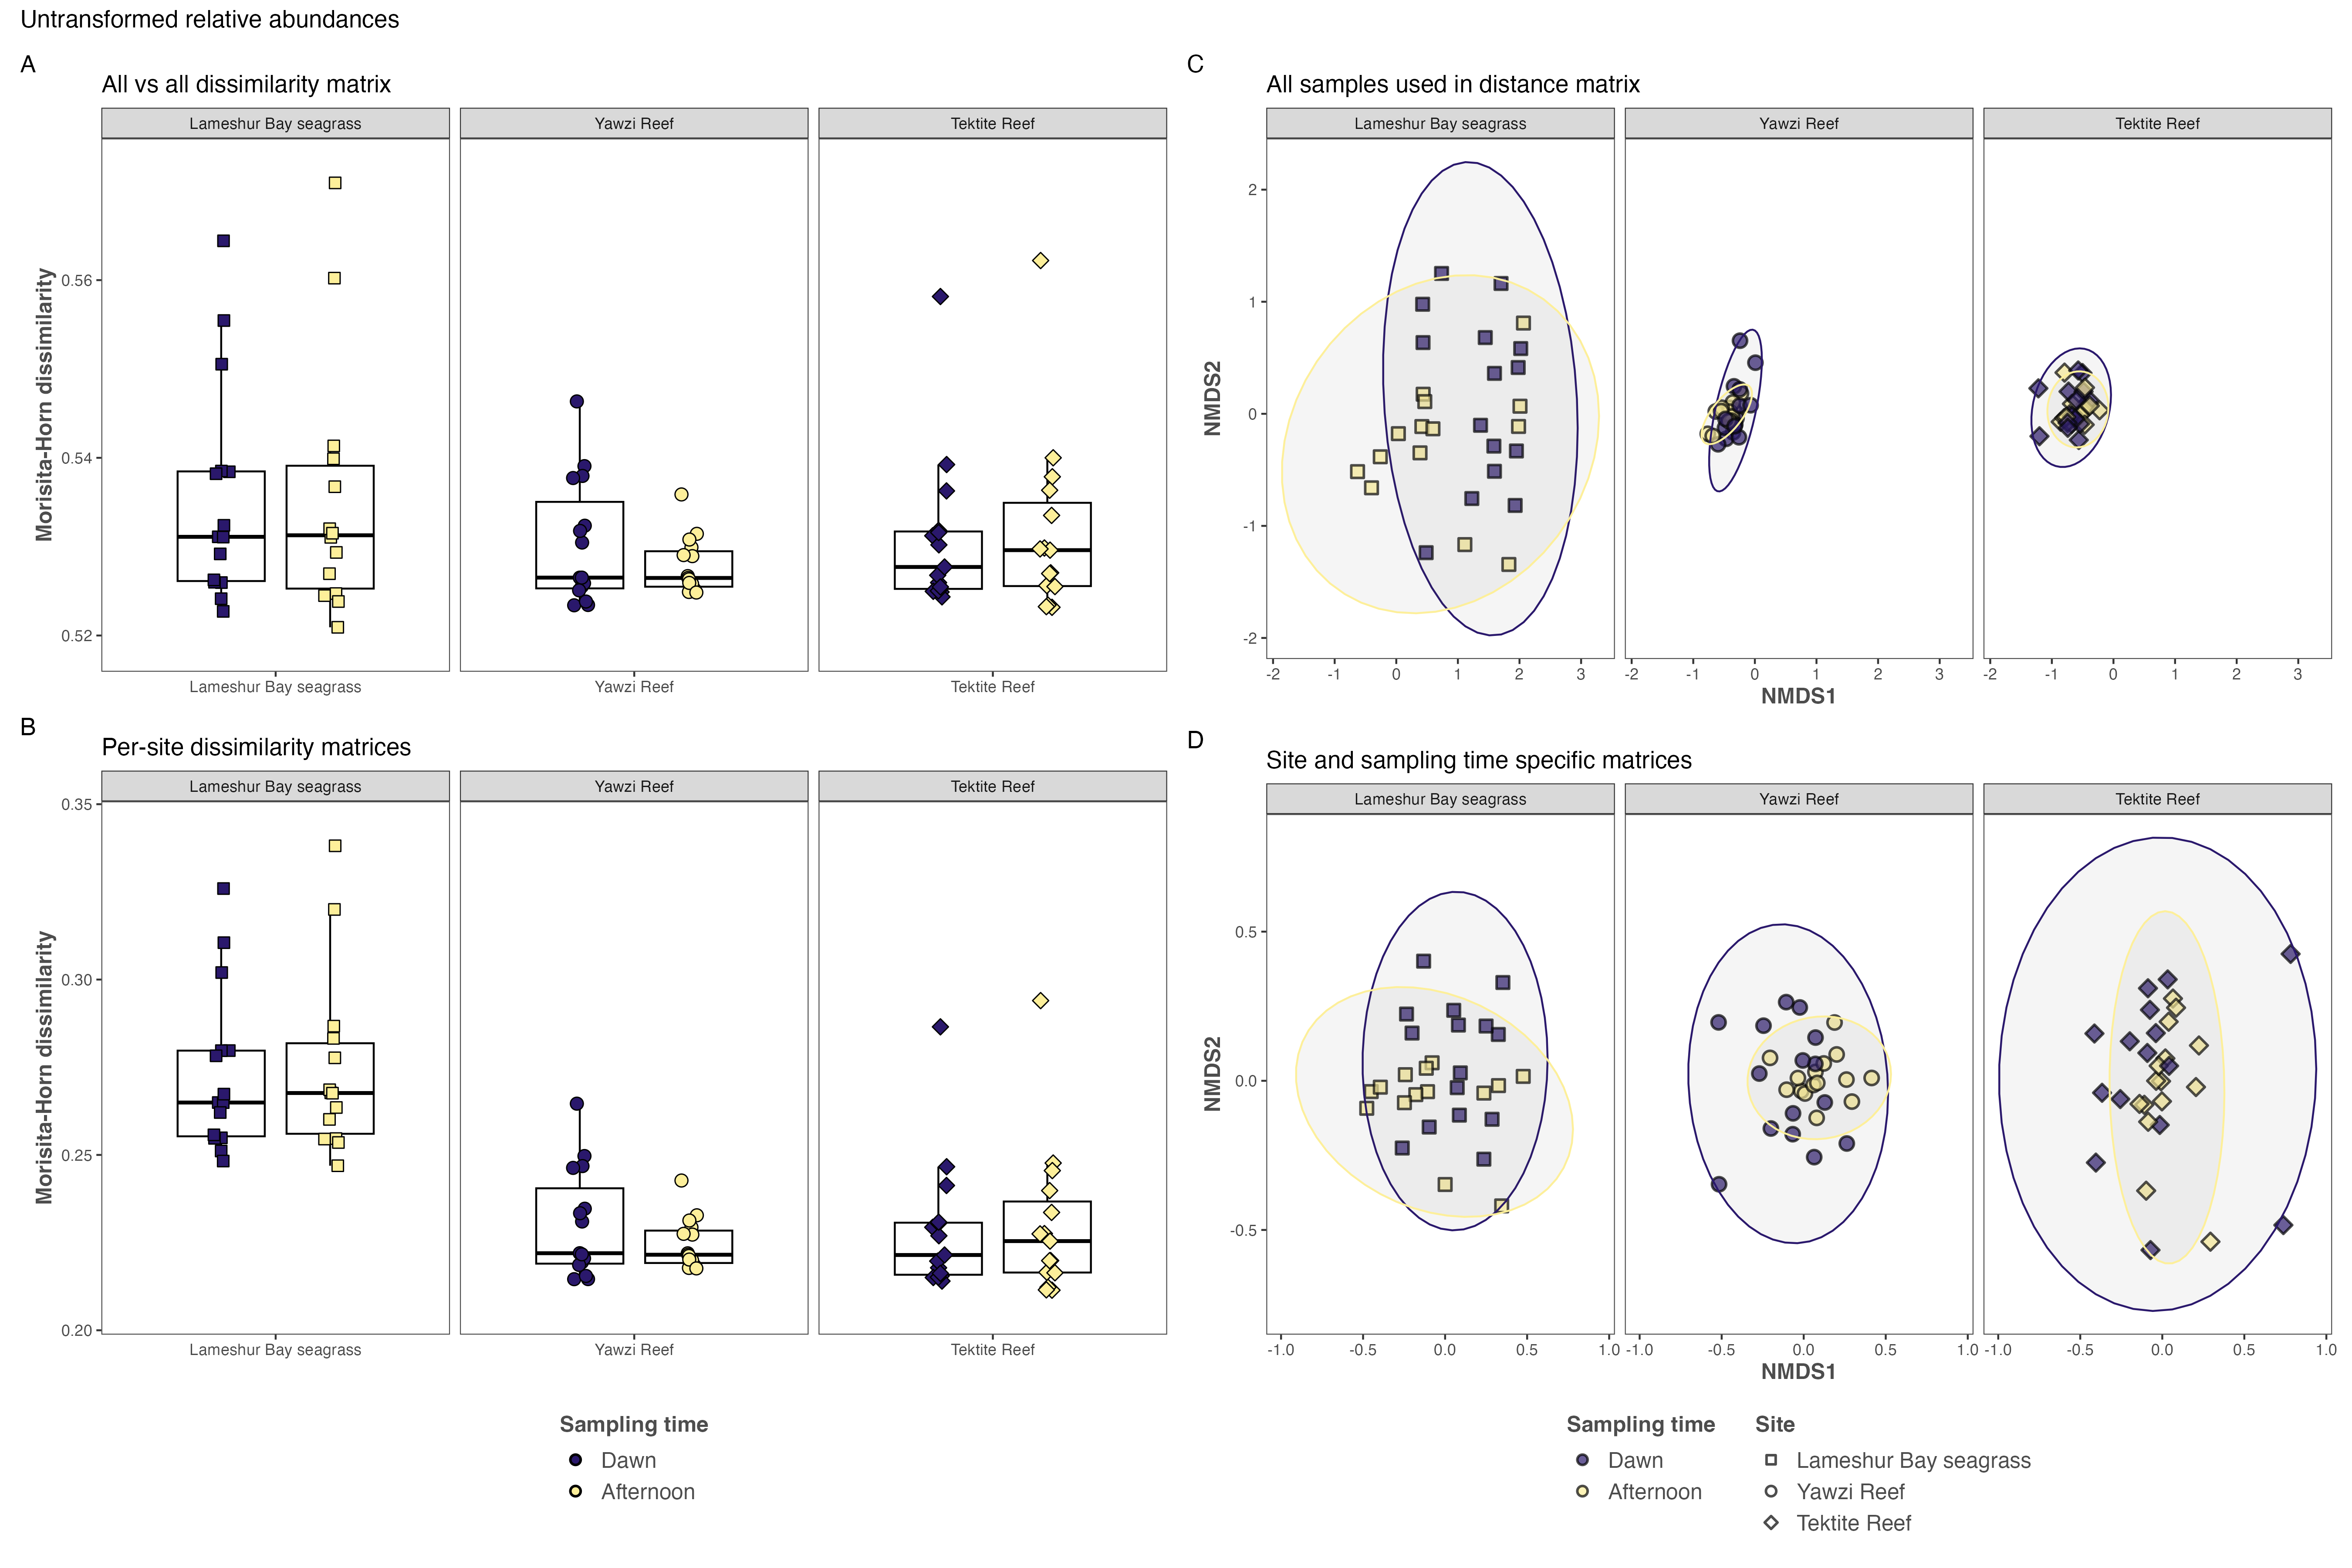 Untransformed relative abundances
A
All vs all dissimilarity matrix
Lameshur Bay seagrass
Yawzi Reef
Tektite Reef
Morisita-Horn dissimilarity
0.56
0.54
0.52
Lameshur Bay seagrass
Yawzi Reef
Tektite Reef
B
Per-site dissimilarity matrices
Lameshur Bay seagrass
Yawzi Reef
Tektite Reef
Morisita-Horn dissimilarity
0.35
0.30
0.25
0.20
Lameshur Bay seagrass
Yawzi Reef
Tektite Reef
Sampling time
Dawn
Afternoon
C
All samples used in distance matrix
Lameshur Bay seagrass
Yawzi Reef
Tektite Reef
NMDS2
2
1
0
-1
-2
-2 -1 0 1 2 3
-2 -1 0 1 2 3
-2 -1 0 1 2 3
NMDS1
D
Site and sampling time specific matrices
Lameshur Bay seagrass
Yawzi Reef
Tektite Reef
NMDS2
0.5
0.0
-0.5
-1.0 -0.5 0.0 0.5 1.0
-1.0 -0.5 0.0 0.5 1.0
-1.0 -0.5 0.0 0.5 1.0
NMDS1
Sampling time
Dawn
Afternoon
Site
Lameshur Bay seagrass
Yawzi Reef
Tektite Reef